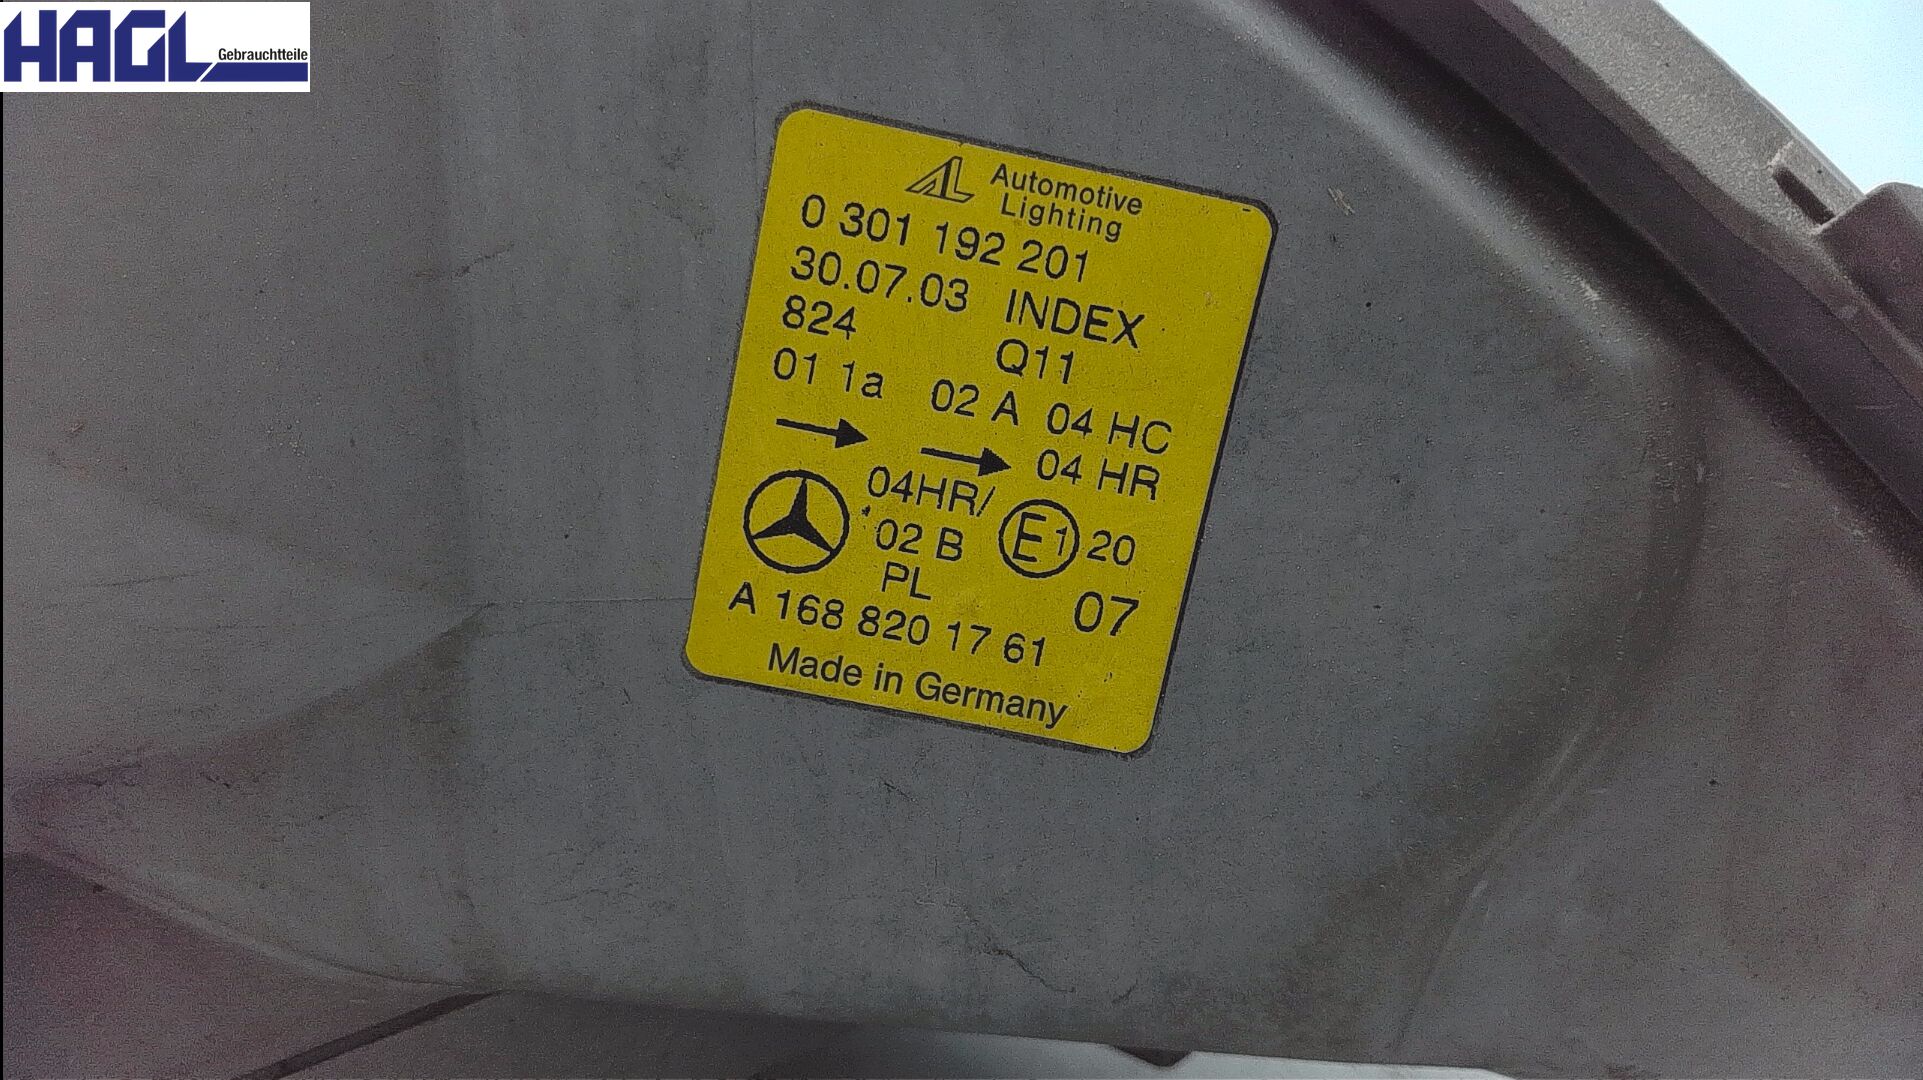 HAGL
Gebrauchtteile
AL Automotive
Lighting
0 301 192 201
30.07.03 INDEX
824 Q11
01 1a 02 A 04 HC
04 HR
04HR/
02 B E1 20
PL 07
A 168 820 17 61
Made in Germany